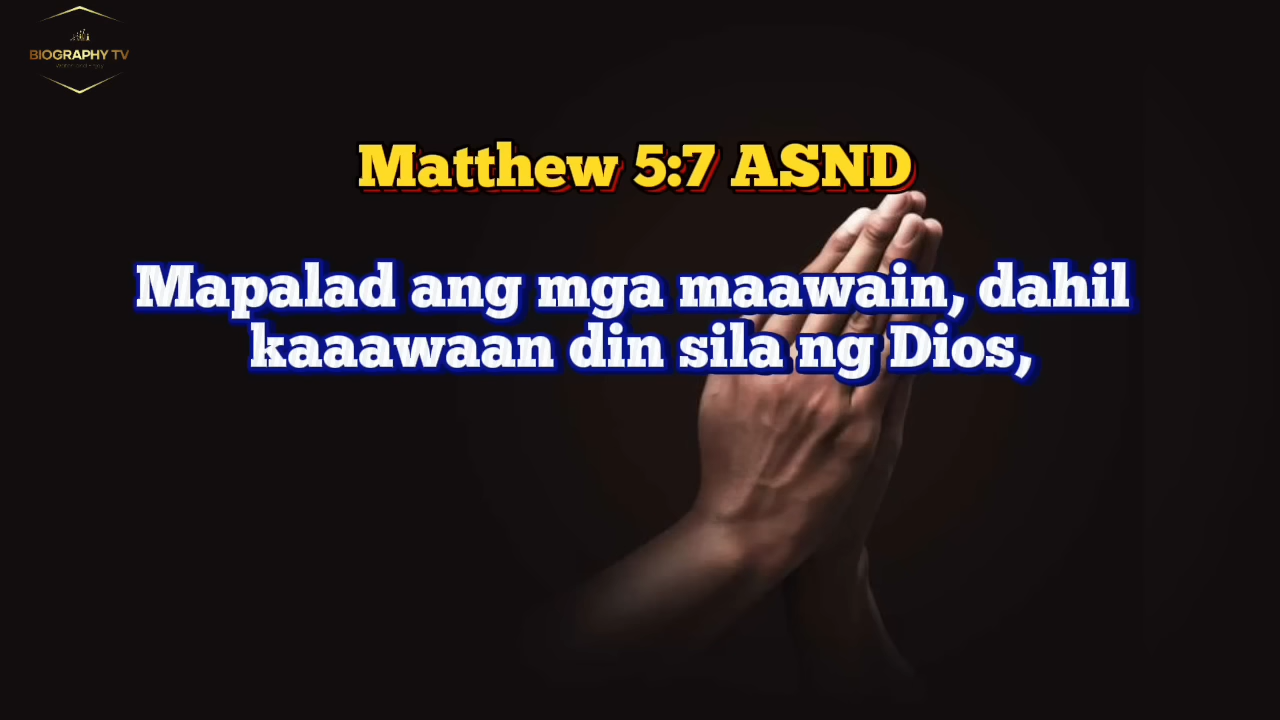 BIOGRAPHY TV
Matthew 5:7 ASND
Mapalad ang mga maawain, dahil
kaaawaan din sila ng Dios,